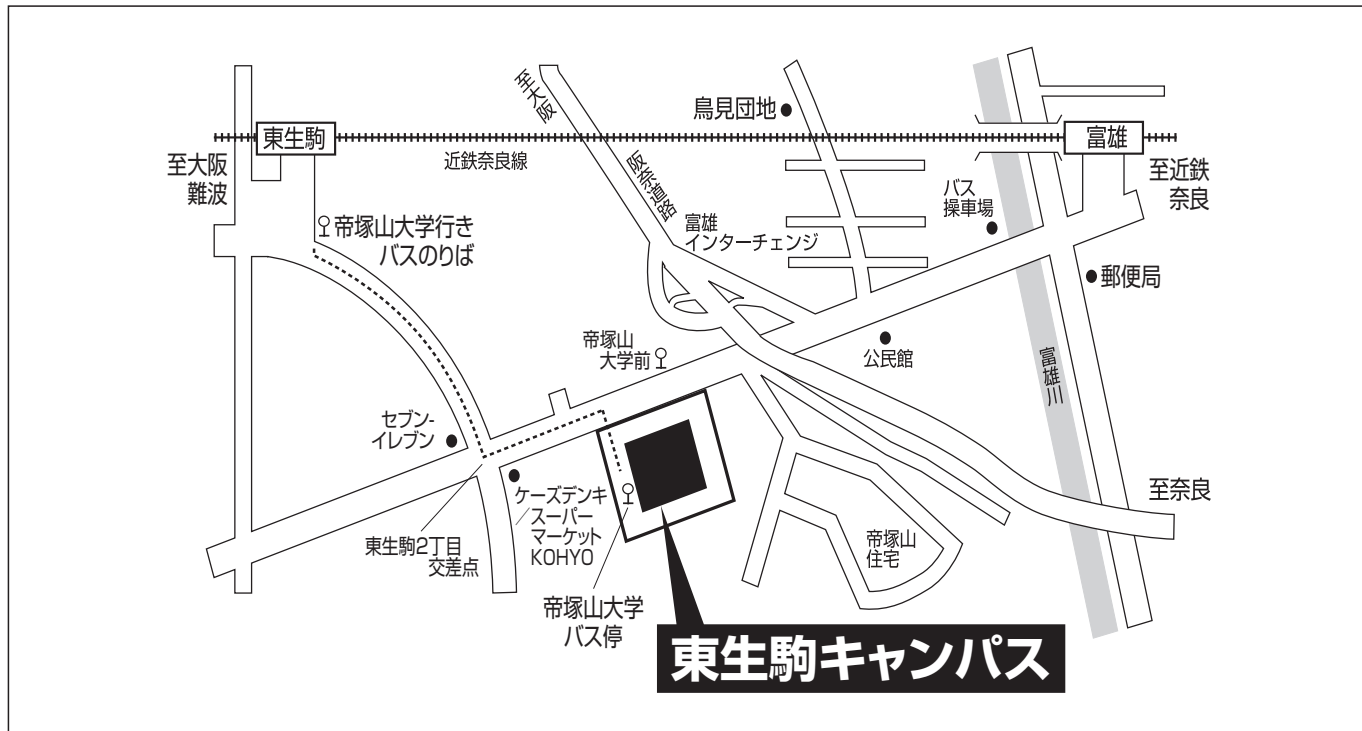 至大阪
鳥見団地
東生駒
富雄
近鉄奈良線
至大阪
難波
阪奈道路
至近鉄
奈良
バス
操車場
帝塚山大学行き
バスのりば
富雄
インターチェンジ
郵便局
帝塚山
大学前
公民館
富雄川
セブン-
イレブン
ケーズデンキ
スーパー
マーケット
KOHYO
至奈良
東生駒2丁目
交差点
帝塚山
住宅
帝塚山大学
バス停
東生駒キャンパス